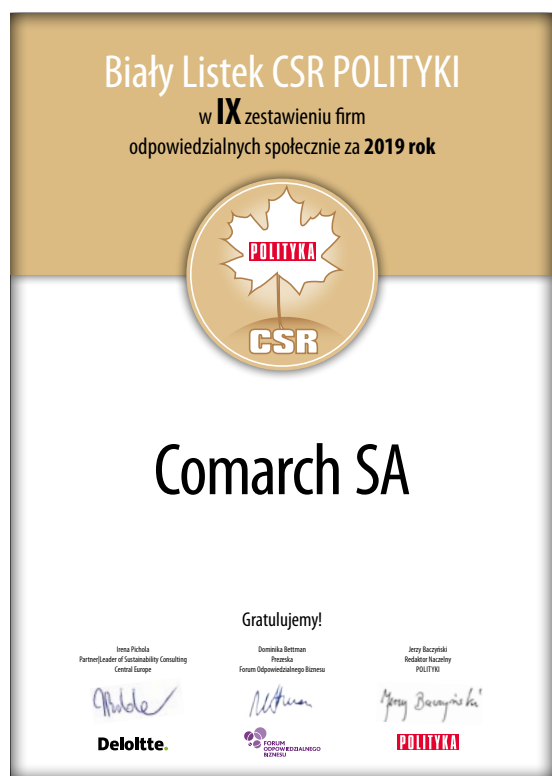 Biały Listek CSR POLITYKI
w IX zestawieniu firm
odpowiedzialnych społecznie za 2019 rok
POLITYKA
CSR
Comarch SA
Gratulujemy!
Irena Pichola
Partner|Leader of Sustainability Consulting
Central Europe
Deloitte.
Dominika Bettman
Prezeska
Forum Odpowiedzialnego Biznesu
FORUM
ODPOWIEDZIALNEGO
BIZNESU
Jerzy Baczyński
Redaktor Naczelny
POLITYKI
Jerzy Baczyński
POLITYKA